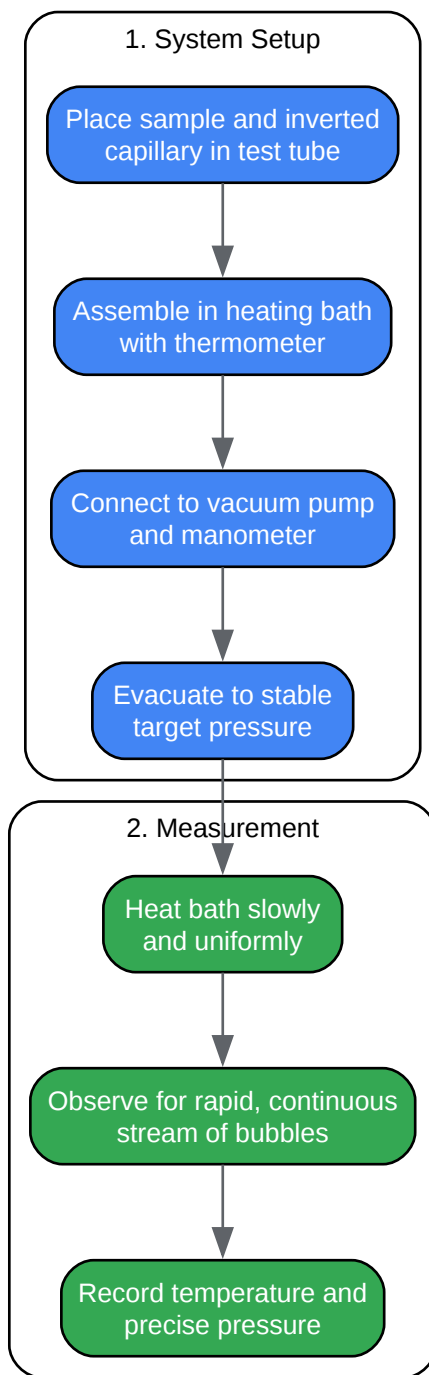 1. System Setup
Place sample and inverted
capillary in test tube
Assemble in heating bath
with thermometer
Connect to vacuum pump
and manometer
Evacuate to stable
target pressure
2. Measurement
Heat bath slowly
and uniformly
Observe for rapid, continuous
stream of bubbles
Record temperature and
precise pressure